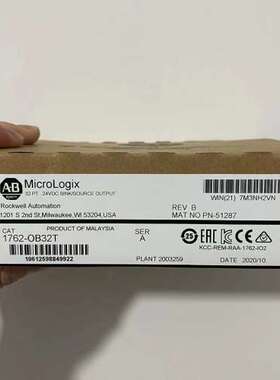 AB
MicroLogix
32 PT. 24VDC SINK/SOURCE OUTPUT
Rockwell Automation
1201 S 2nd St,Milwaukee,WI 53204,USA
WIN(21) 7M3NH2VN
REV B
MAT NO PN-51287
CAT
PRODUCT OF MALAYSIA
1762-OB32T
SER
A
25
EAC
KCC-REM-RAA-1762-IO2
10612598849922
PLANT 2003259
DATE 2020/10